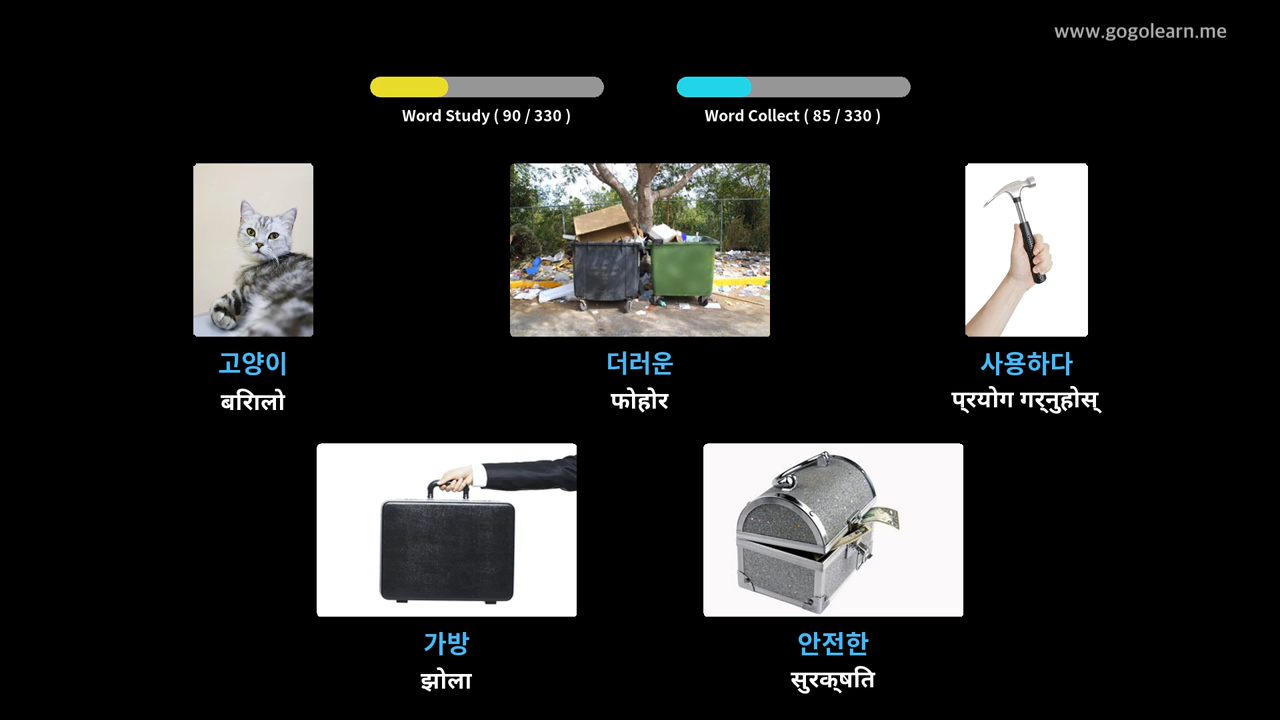 www.gogolearn.me
Word Study ( 90 / 330 )
Word Collect ( 85 / 330 )
고양이
बिरालो
더러운
फोहोर
사용하다
प्रयोग गर्नुहोस्
가방
झोला
안전한
सुरक्षित